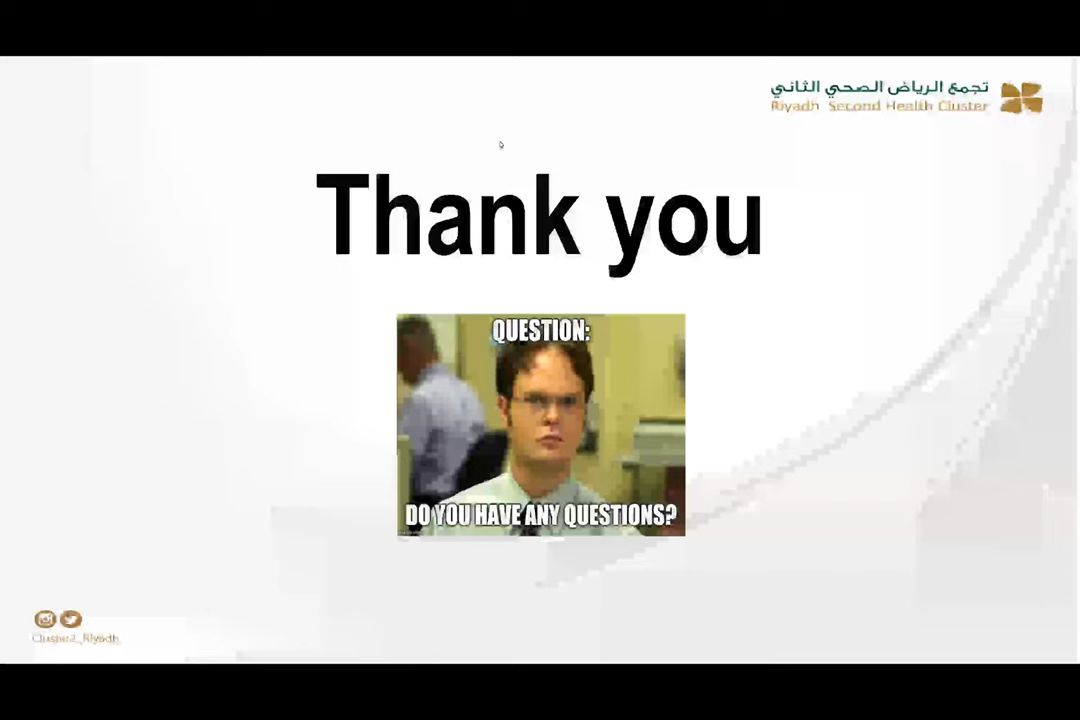 تجمع الرياض الصحي الثاني
Riyadh Second Health Cluster
Thank you
QUESTION:
DO YOU HAVE ANY QUESTIONS?
Cluster2_Riyadh